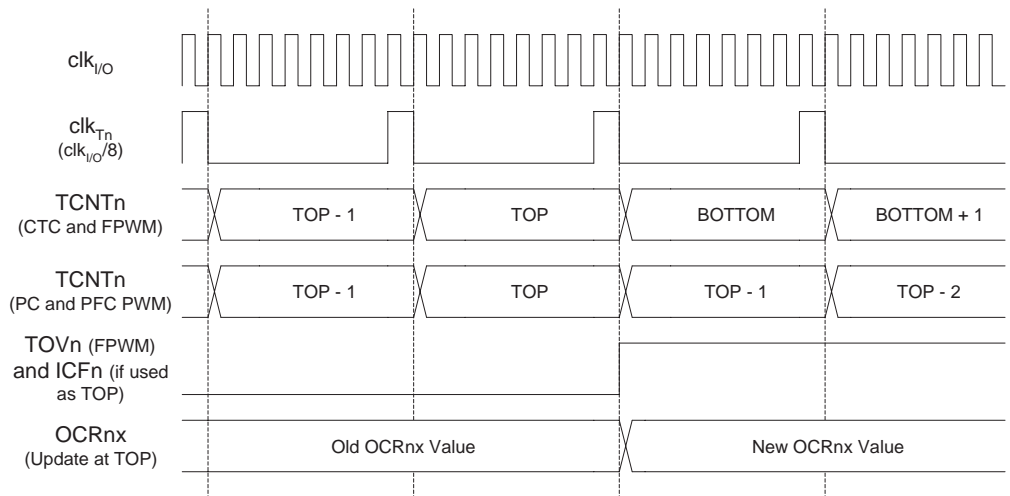 clkI/O
clkTn
(clkI/O/8)
TCNTn
(CTC and FPWM)
TOP - 1
TOP
BOTTOM
BOTTOM + 1
TCNTn
(PC and PFC PWM)
TOP - 1
TOP
TOP - 1
TOP - 2
TOVn (FPWM)
and ICFn (if used
as TOP)
OCRnx
(Update at TOP)
Old OCRnx Value
New OCRnx Value